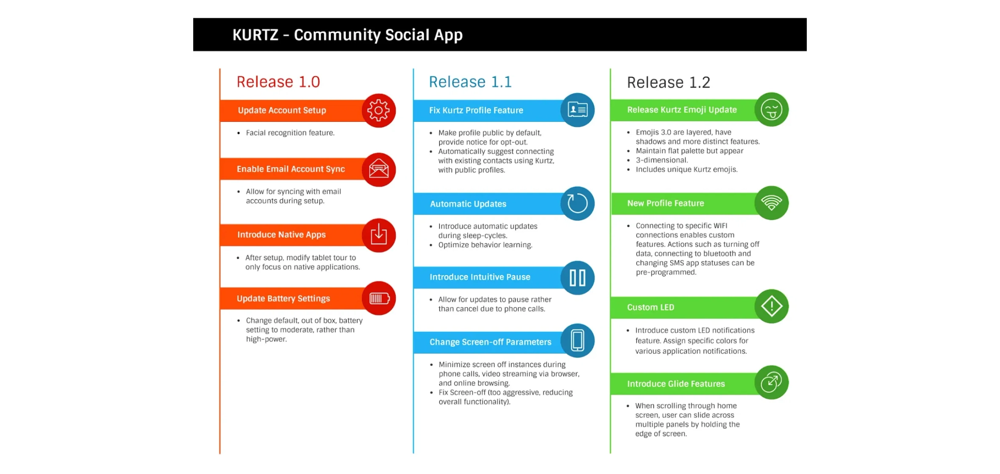 KURTZ - Community Social App
Release 1.0
Update Account Setup
• Facial recognition feature.
Enable Email Account Sync
• Allow for syncing with email
accounts during setup.
Introduce Native Apps
• After setup, modify tablet tour to
only focus on native applications.
Update Battery Settings
• Change default, out of box, battery
setting to moderate, rather than
high-power.
Release 1.1
Fix Kurtz Profile Feature
• Make profile public by default,
provide notice for opt-out.
• Automatically suggest connecting
with existing contacts using Kurtz,
with public profiles.
Automatic Updates
• Introduce automatic updates
during sleep-cycles.
• Optimize behavior learning.
Introduce Intuitive Pause
• Allow for updates to pause rather
than cancel due to phone calls.
Change Screen-off Parameters
• Minimize screen off instances during
phone calls, video streaming via browser,
and online browsing.
• Fix Screen-off (too aggressive, reducing
overall functionality).
Release 1.2
Release Kurtz Emoji Update
• Emojis 3.0 are layered, have
shadows and more distinct features.
• Maintain flat palette but appear
• 3-dimensional.
• Includes unique Kurtz emojis.
New Profile Feature
• Connecting to specific WIFI
connections enables custom
features. Actions such as turning off
data, connecting to bluetooth and
changing SMS app statuses can be
pre-programmed.
Custom LED
• Introduce custom LED notifications
feature. Assign specific colors for
various application notifications.
Introduce Glide Features
• When scrolling through home
screen, user can slide across
multiple panels by holding the
edge of screen.